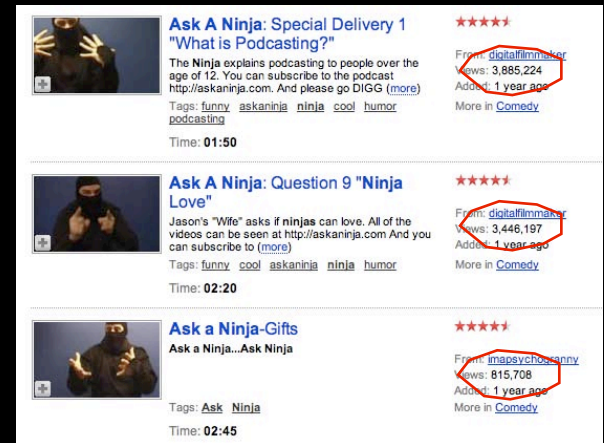 Ask A Ninja: Special Delivery 1
"What is Podcasting?"
The Ninja explains podcasting to people over the
age of 12. You can subscribe to the podcast
http://askaninja.com. And please go DIGG (more)
Tags: funny askaninja ninja cool humor
podcasting
Time: 01:50
From: digitalfilmmaker
Views: 3,885,224
Added: 1 year ago
More in Comedy
Ask A Ninja: Question 9 "Ninja
Love"
Jason's "Wife" asks if ninjas can love. All of the
videos can be seen at http://askaninja.com And you
can subscribe to (more)
Tags: funny cool askaninja ninja humor
Time: 02:20
From: digitalfilmmaker
Views: 3,446,197
Added: 1 year ago
More in Comedy
Ask a Ninja-Gifts
Ask a Ninja...Ask Ninja
Tags: Ask Ninja
Time: 02:45
From: imapsychogranny
Views: 815,708
Added: 1 year ago
More in Comedy